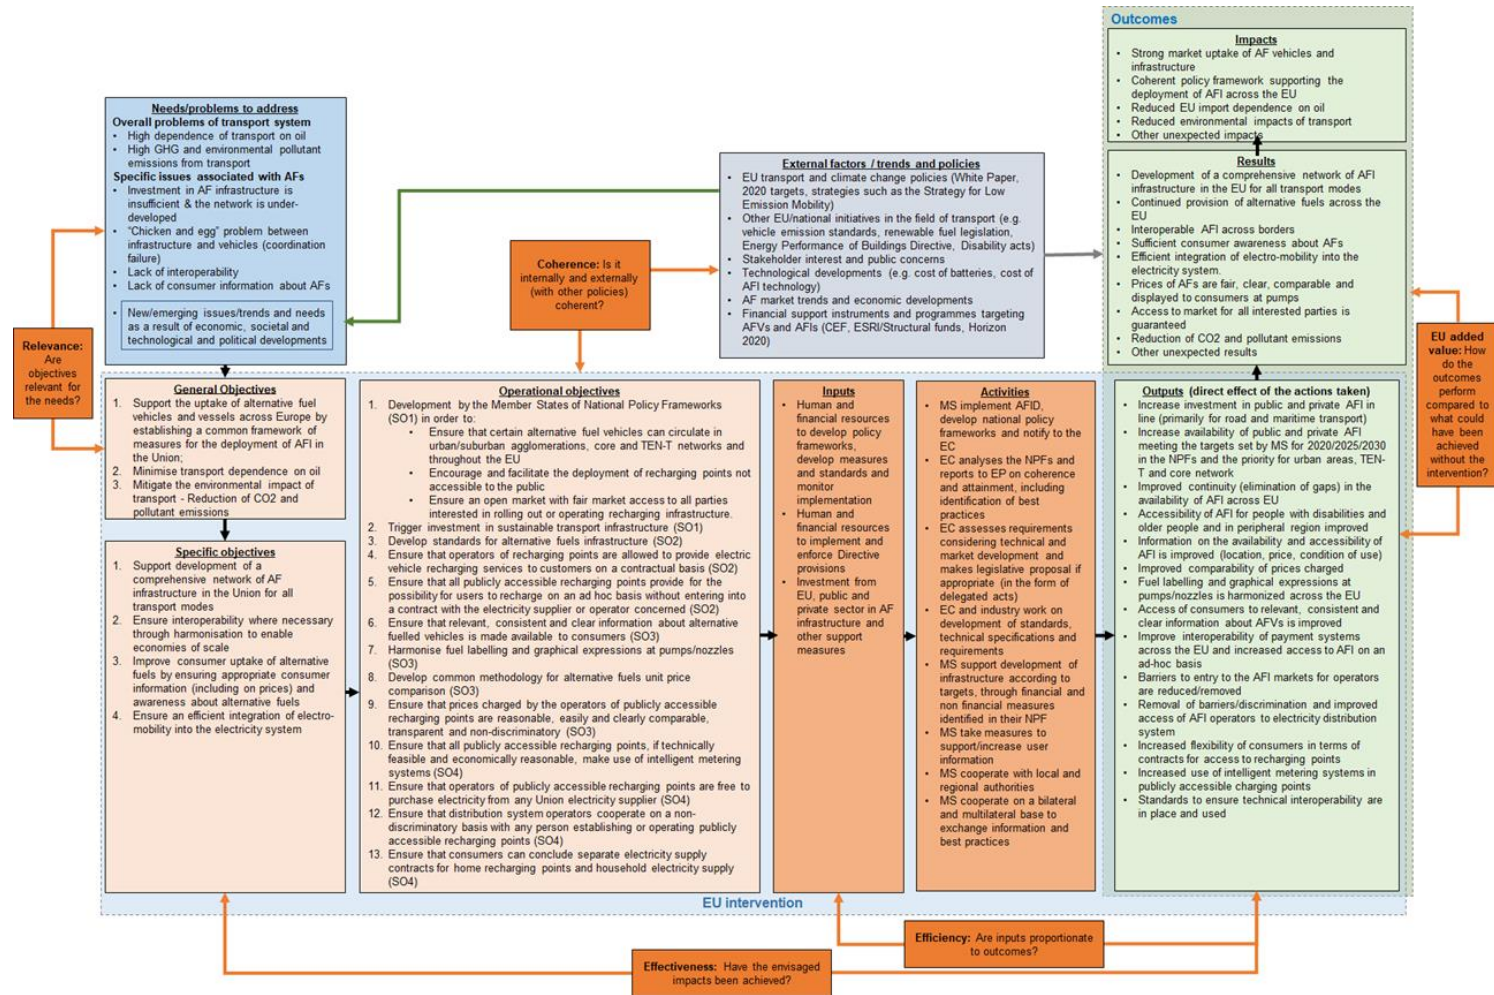 Outcomes
Impacts
• Strong market uptake of AF vehicles and
infrastructure
• Coherent policy framework supporting the
deployment of AFI across the EU
• Reduced EU import dependence on oil
• Reduced environmental impacts of transport
• Other unexpected impacts
Needs/problems to address
Overall problems of transport system
• High dependence of transport on oil
• High GHG and environmental pollutant
emissions from transport
Specific issues associated with AFs
• Investment in AF infrastructure is
insufficient & the network is under-
developed
• “Chicken and egg” problem between
infrastructure and vehicles (coordination
failure)
• Lack of interoperability
• Lack of consumer information about AFs
• New/emerging issues/trends and needs
as a result of economic, societal and
technological and political developments
External factors / trends and policies
• EU transport and climate change policies (White Paper,
2020 targets, strategies such as the Strategy for Low
Emission Mobility)
• Other EU/national initiatives in the field of transport (e.g.
vehicle emission standards, renewable fuel legislation,
Energy Performance of Buildings Directive, Disability acts)
• Stakeholder interest and public concerns
• Technological developments (e.g. cost of batteries, cost of
AFI technology)
• AF market trends and economic developments
• Financial support instruments and programmes targeting
AFVs and AFIs (CEF, ESRI/Structural funds, Horizon
2020)
Results
• Development of a comprehensive network of AFI
infrastructure in the EU for all transport modes
• Continued provision of alternative fuels across the
EU
• Interoperable AFI across borders
• Sufficient consumer awareness about AFs
• Efficient integration of electro-mobility into the
electricity system.
• Prices of AFs are fair, clear, comparable and
displayed to consumers at pumps
• Access to market for all interested parties is
guaranteed
• Reduction of CO2 and pollutant emissions
• Other unexpected results
Coherence: Is it
internally and externally
(with other policies)
coherent?
Relevance:
Are
objectives
relevant for
the needs?
EU added
value: How
do the
outcomes
perform
compared to
what could
have been
achieved
without the
intervention?
General Objectives
1. Support the uptake of alternative fuel
vehicles and vessels across Europe by
establishing a common framework of
measures for the deployment of AFI in
the Union;
2. Minimise transport dependence on oil
3. Mitigate the environmental impact of
transport - Reduction of CO2 and
pollutant emissions
Specific objectives
1. Support development of a
comprehensive network of AF
infrastructure in the Union for all
transport modes
2. Ensure interoperability where necessary
through harmonisation to enable
economies of scale
3. Improve consumer uptake of alternative
fuels by ensuring appropriate consumer
information (including on prices) and
awareness about alternative fuels
4. Ensure an efficient integration of electro-
mobility into the electricity system
Operational objectives
1. Development by the Member States of National Policy Frameworks
(SO1) in order to:
• Ensure that certain alternative fuel vehicles can circulate in
urban/suburban agglomerations, core and TEN-T networks and
throughout the EU
• Encourage and facilitate the deployment of recharging points not
accessible to the public
• Ensure an open market with fair market access to all parties
interested in rolling out or operating recharging infrastructure.
2. Trigger investment in sustainable transport infrastructure (SO1)
3. Develop standards for alternative fuels infrastructure (SO2)
4. Ensure that operators of recharging points are allowed to provide electric
vehicle recharging services to customers on a contractual basis (SO2)
5. Ensure that all publicly accessible recharging points provide for the
possibility for users to recharge on an ad hoc basis without entering into
a contract with the electricity supplier or operator concerned (SO2)
6. Ensure that relevant, consistent and clear information about alternative
fuelled vehicles is made available to consumers (SO3)
7. Harmonise fuel labelling and graphical expressions at pumps/nozzles
(SO3)
8. Develop common methodology for alternative fuels unit price
comparison (SO3)
9. Ensure that prices charged by the operators of publicly accessible
recharging points are reasonable, easily and clearly comparable,
transparent and non-discriminatory (SO3)
10. Ensure that all publicly accessible recharging points, if technically
feasible and economically reasonable, make use of intelligent metering
systems (SO4)
11. Ensure that operators of publicly accessible recharging points are free to
purchase electricity from any Union electricity supplier (SO4)
12. Ensure that distribution system operators cooperate on a non-
discriminatory basis with any person establishing or operating publicly
accessible recharging points (SO4)
13. Ensure that consumers can conclude separate electricity supply
contracts for home recharging points and household electricity supply
(SO4)
Inputs
• Human and
financial resources
to develop policy
frameworks,
develop measures
and standards and
monitor
implementation
• Human and
financial resources
to implement and
enforce Directive
provisions
• Investment from
EU, public and
private sector in AF
infrastructure and
other support
measures
Activities
• MS implement AFID,
develop national policy
frameworks and notify to the
EC
• EC analyses the NPFs and
reports to EP on coherence
and attainment, including
identification of best
practices
• EC assesses requirements
considering technical and
market development and
makes legislative proposal if
appropriate (in the form of
delegated acts)
• EC and industry work on
development of standards,
technical specifications and
requirements
• MS support development of
infrastructure according to
targets, through financial and
non financial measures
identified in their NPF
• MS take measures to
support/increase user
information
• MS cooperate with local and
regional authorities
• MS cooperate on a bilateral
and multilateral base to
exchange information and
best practices
Outputs (direct effect of the actions taken)
• Increase investment in public and private AFI in
line (primarily for road and maritime transport)
• Increase availability of public and private AFI
meeting the targets set by MS for 2020/2025/2030
in the NPFs and the priority for urban areas, TEN-
T and core network
• Improved continuity (elimination of gaps) in the
availability of AFI across EU
• Accessibility of AFI for people with disabilities and
older people and in peripheral region improved
• Information on the availability and accessibility of
AFI is improved (location, price, condition of use)
• Improved comparability of prices charged
• Fuel labelling and graphical expressions at
pumps/nozzles is harmonized across the EU
• Access of consumers to relevant, consistent and
clear information about AFVs is improved
• Improve interoperability of payment systems
across the EU and increased access to AFI on an
ad-hoc basis
• Barriers to entry to the AFI markets for operators
are reduced/removed
• Removal of barriers/discrimination and improved
access of AFI operators to electricity distribution
system
• Increased flexibility of consumers in terms of
contracts for access to recharging points
• Increased use of intelligent metering systems in
publicly accessible charging points
• Standards to ensure technical interoperability are
in place and used
EU intervention
Efficiency: Are inputs proportionate
to outcomes?
Effectiveness: Have the envisaged
impacts been achieved?